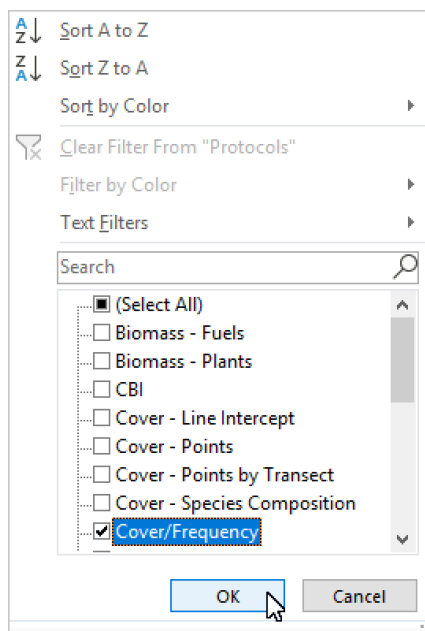 Sort A to Z
Sort Z to A
Sort by Color
Clear Filter From "Protocols"
Filter by Color
Text Filters
Search
(Select All)
Biomass - Fuels
Biomass - Plants
CBI
Cover - Line Intercept
Cover - Points
Cover - Points by Transect
Cover - Species Composition
Cover/Frequency
OK Cancel